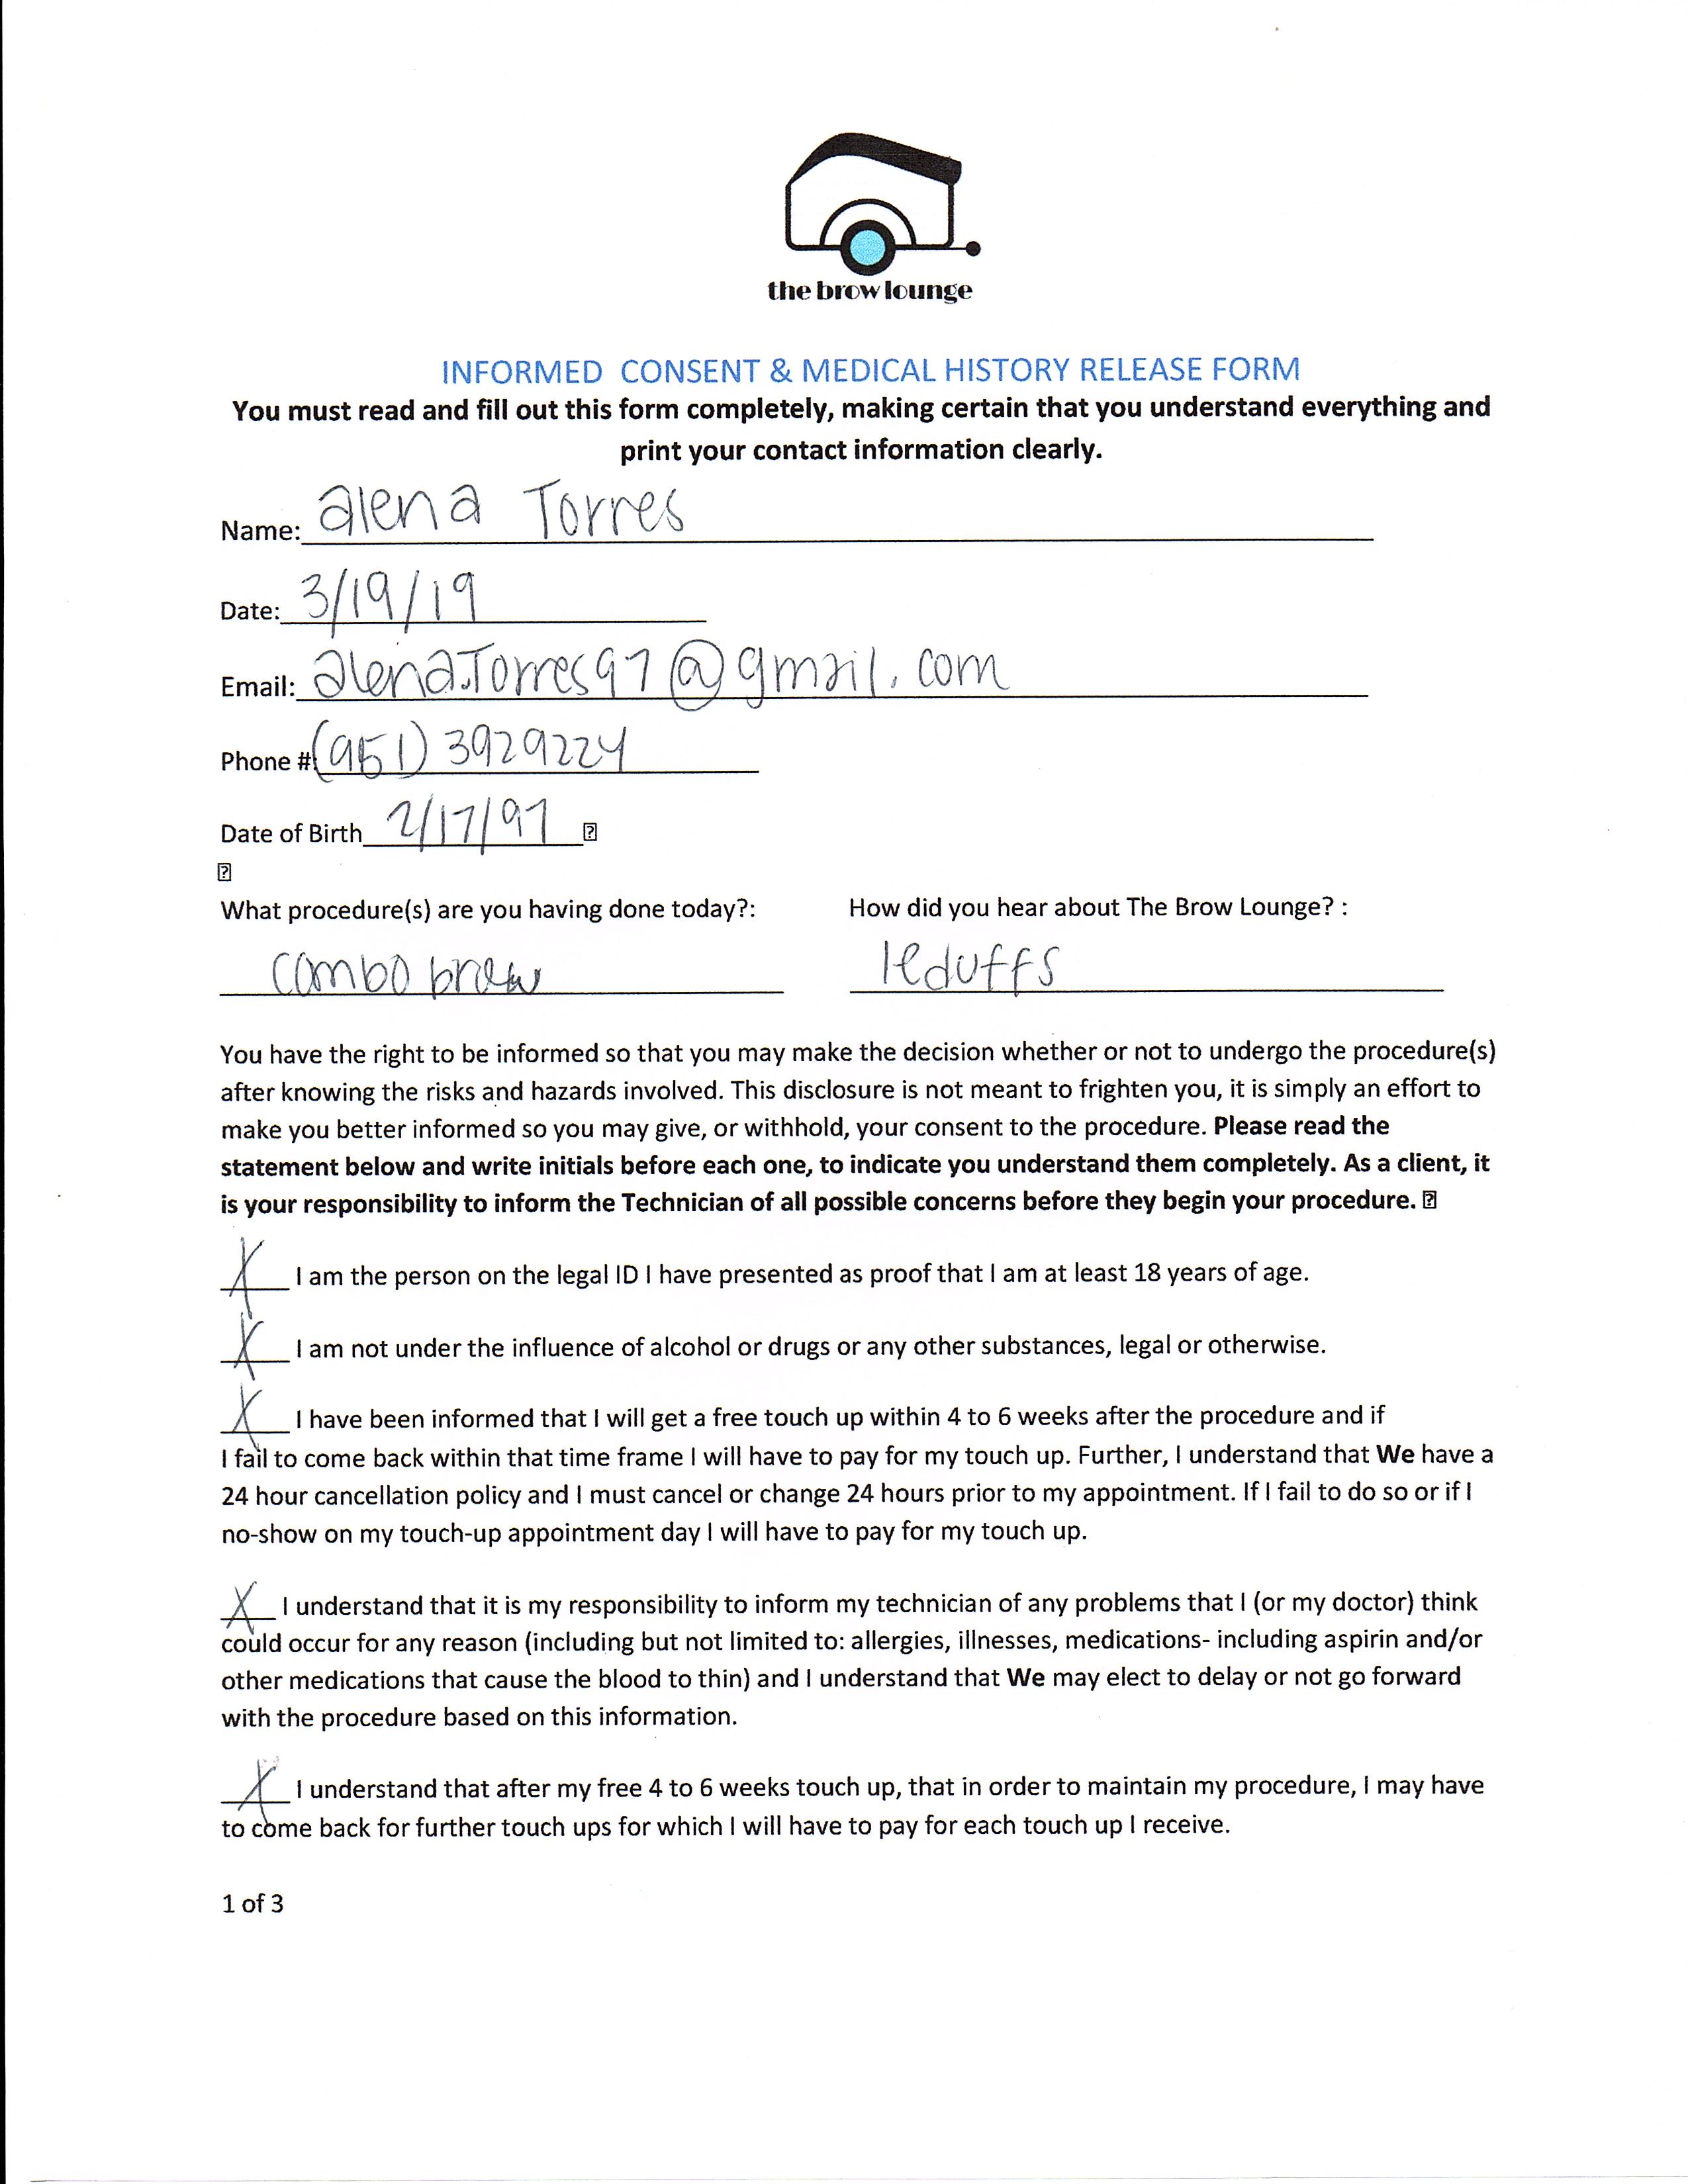 the brow lounge
INFORMED CONSENT & MEDICAL HISTORY RELEASE FORM
You must read and fill out this form completely, making certain that you understand everything and
print your contact information clearly.
Name: alena Torres
Date: 3/19/19
Email: alena.Torres97@gmail.com
Phone # (951) 3929224
Date of Birth 2/17/97
What procedure(s) are you having done today?: How did you hear about The Brow Lounge? :
combo brow leduffs
You have the right to be informed so that you may make the decision whether or not to undergo the procedure(s)
after knowing the risks and hazards involved. This disclosure is not meant to frighten you, it is simply an effort to
make you better informed so you may give, or withhold, your consent to the procedure. Please read the
statement below and write initials before each one, to indicate you understand them completely. As a client, it
is your responsibility to inform the Technician of all possible concerns before they begin your procedure.
X I am the person on the legal ID I have presented as proof that I am at least 18 years of age.
X I am not under the influence of alcohol or drugs or any other substances, legal or otherwise.
X I have been informed that I will get a free touch up within 4 to 6 weeks after the procedure and if
I fail to come back within that time frame I will have to pay for my touch up. Further, I understand that We have a
24 hour cancellation policy and I must cancel or change 24 hours prior to my appointment. If I fail to do so or if I
no-show on my touch-up appointment day I will have to pay for my touch up.
X I understand that it is my responsibility to inform my technician of any problems that I (or my doctor) think
could occur for any reason (including but not limited to: allergies, illnesses, medications- including aspirin and/or
other medications that cause the blood to thin) and I understand that We may elect to delay or not go forward
with the procedure based on this information.
X I understand that after my free 4 to 6 weeks touch up, that in order to maintain my procedure, I may have
to come back for further touch ups for which I will have to pay for each touch up I receive.
1 of 3